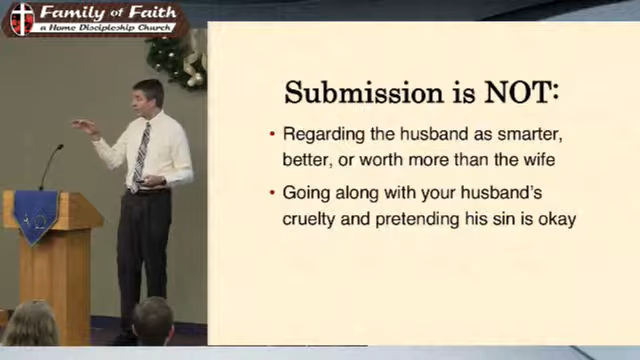 Family of Faith
a Home Discipleship Church
Submission is NOT:
• Regarding the husband as smarter,
better, or worth more than the wife
• Going along with your husband's
cruelty and pretending his sin is okay